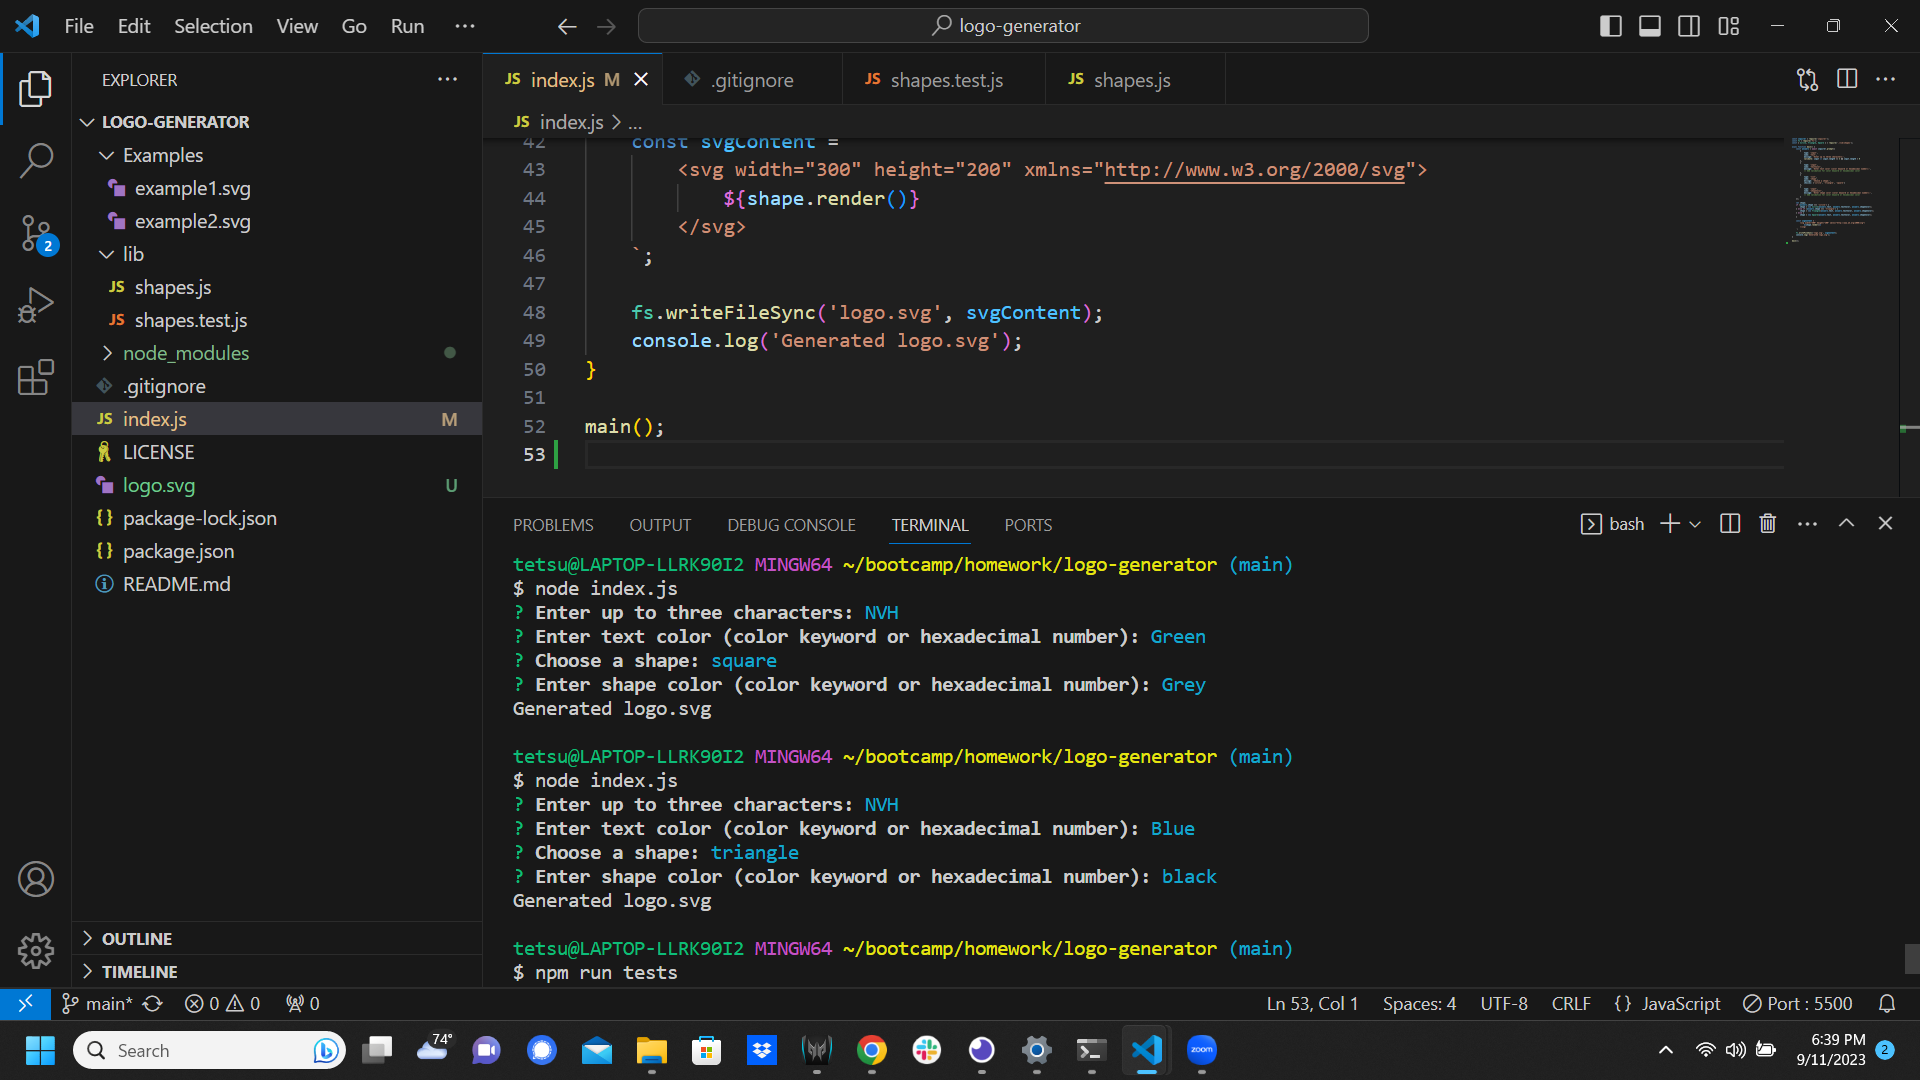 File Edit Selection View Go Run ···
logo-generator
EXPLORER
LOGO-GENERATOR
Examples
example1.svg
example2.svg
lib
JS shapes.js
JS shapes.test.js
node_modules
.gitignore
JS index.js M
LICENSE
logo.svg U
{} package-lock.json
{} package.json
README.md
OUTLINE
TIMELINE
2
JS index.js M
.gitignore
JS shapes.test.js
JS shapes.js
JS index.js > ...
42 const svgContent =
43 <svg width="300" height="200" xmlns="http://www.w3.org/2000/svg">
44 ${shape.render()}
45 </svg>
46 `;
47
48 fs.writeFileSync('logo.svg', svgContent);
49 console.log('Generated logo.svg');
50 }
51
52 main();
53
PROBLEMS OUTPUT DEBUG CONSOLE TERMINAL PORTS
bash
tetsu@LAPTOP-LLRK90I2 MINGW64 ~/bootcamp/homework/logo-generator (main)
$ node index.js
? Enter up to three characters: NVH
? Enter text color (color keyword or hexadecimal number): Green
? Choose a shape: square
? Enter shape color (color keyword or hexadecimal number): Grey
Generated logo.svg
tetsu@LAPTOP-LLRK90I2 MINGW64 ~/bootcamp/homework/logo-generator (main)
$ node index.js
? Enter up to three characters: NVH
? Enter text color (color keyword or hexadecimal number): Blue
? Choose a shape: triangle
? Enter shape color (color keyword or hexadecimal number): black
Generated logo.svg
tetsu@LAPTOP-LLRK90I2 MINGW64 ~/bootcamp/homework/logo-generator (main)
$ npm run tests
main* 0 0 0
Ln 53, Col 1 Spaces: 4 UTF-8 CRLF {} JavaScript Port : 5500
Search
74°
zoom
6:39 PM
9/11/2023
2